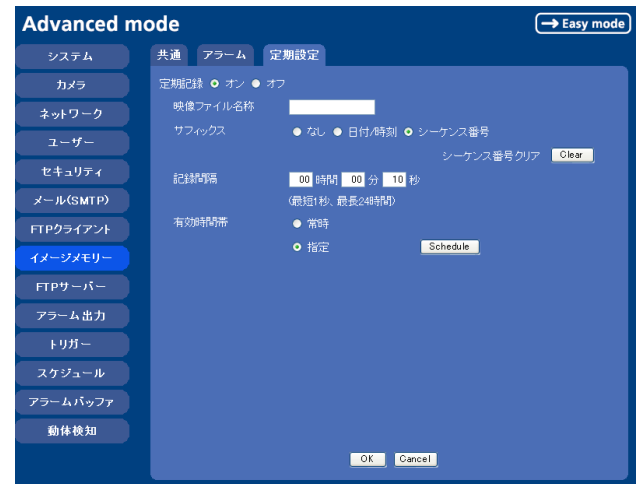 Advanced mode
Easy mode
システム
カメラ
ネットワーク
ユーザー
セキュリティ
メール(SMTP)
FTPクライアント
イメージメモリー
FTPサーバー
アラーム出力
トリガー
スケジュール
アラームバッファ
動体検知
共通 アラーム 定期設定
定期記録 オン オフ
映像ファイル名称
サフィックス なし 日付/時刻 シーケンス番号
シーケンス番号クリア Clear
記録間隔 00 時間 00 分 10 秒
(最短1秒、最長24時間)
有効時間帯 常時
指定 Schedule
OK Cancel